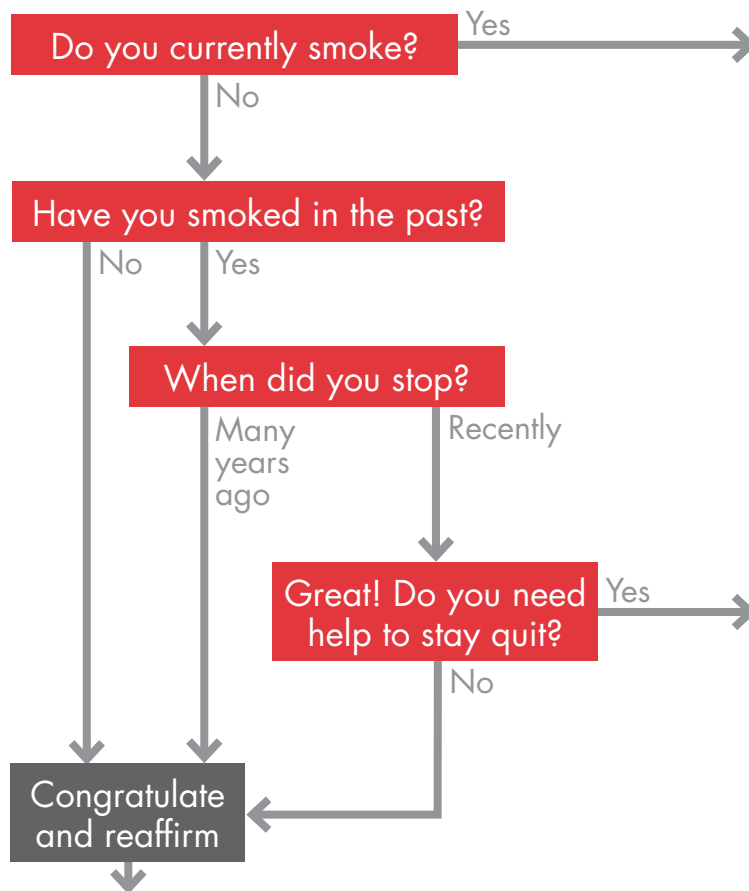 Do you currently smoke?
Yes
No
Have you smoked in the past?
No
Yes
When did you stop?
Many
years
ago
Recently
Great! Do you need
help to stay quit?
Yes
No
Congratulate
and reaffirm